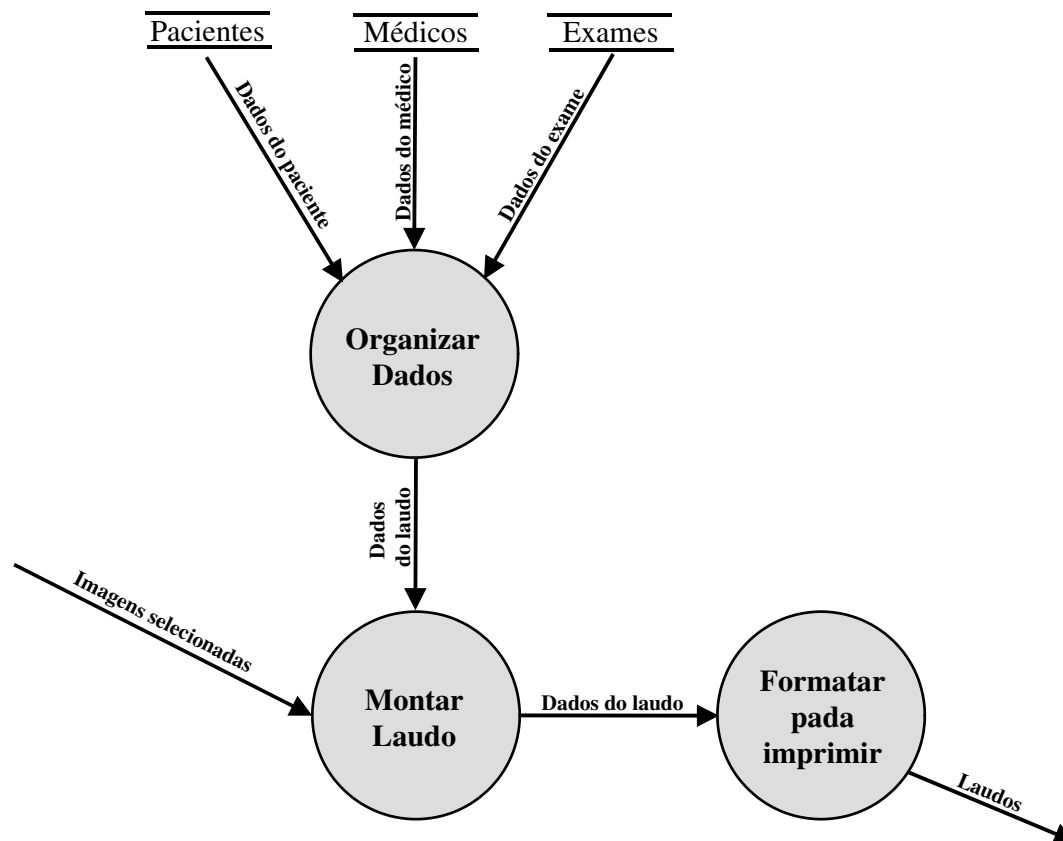 Pacientes
Médicos
Exames
Dados do paciente
Dados do médico
Dados do exame
Organizar
Dados
Dados
do laudo
Imagens selecionadas
Montar
Laudo
Dados do laudo
Formatar
pada
imprimir
Laudos